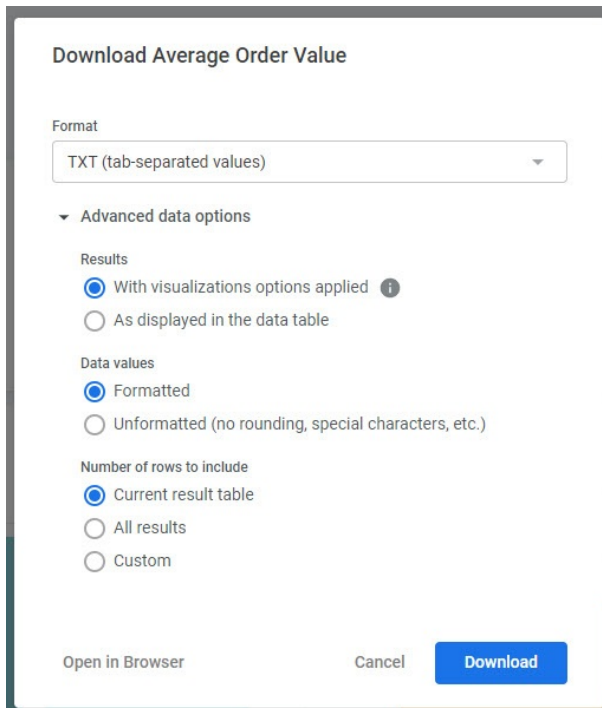 Download Average Order Value
Format
TXT (tab-separated values)
Advanced data options
Results
With visualizations options applied
As displayed in the data table
Data values
Formatted
Unformatted (no rounding, special characters, etc.)
Number of rows to include
Current result table
All results
Custom
Open in Browser Cancel Download